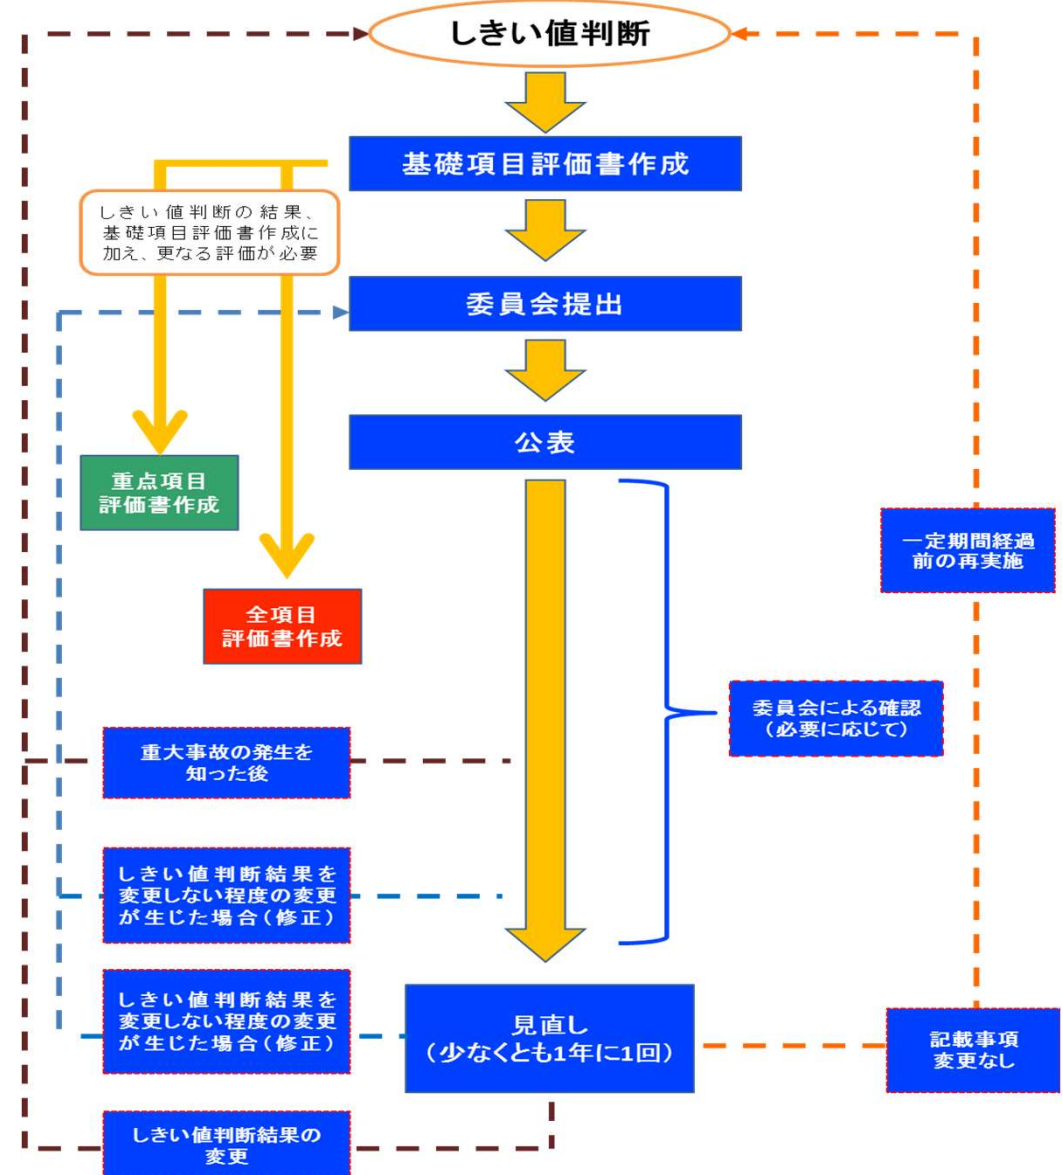 しきい値判断
基礎項目評価書作成
しきい値判断の結果、
基礎項目評価書作成に
加え、更なる評価が必要
委員会提出
公表
重点項目
評価書作成
一定期間経過
前の再実施
全項目
評価書作成
委員会による確認
（必要に応じて）
重大事故の発生を
知った後
しきい値判断結果を
変更しない程度の変更
が生じた場合（修正）
しきい値判断結果を
変更しない程度の変更
が生じた場合（修正）
見直し
（少なくとも1年に1回）
記載事項
変更なし
しきい値判断結果の
変更